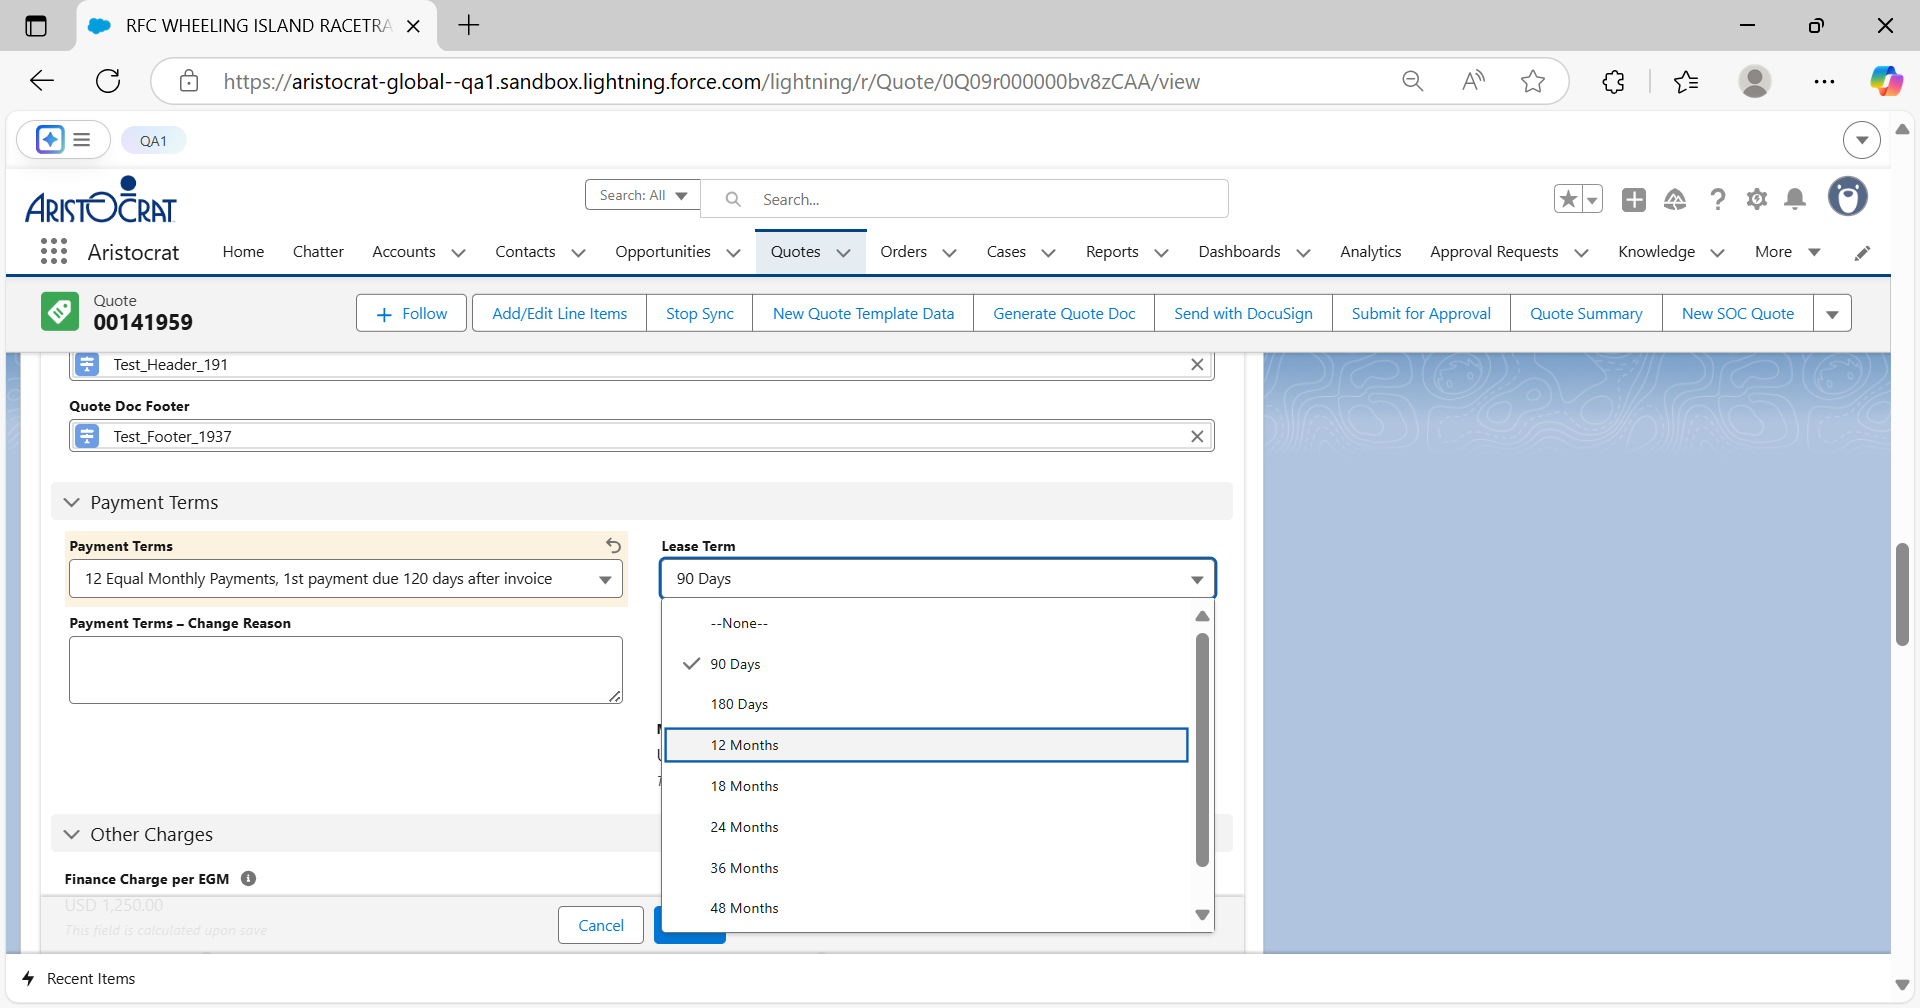 RFC WHEELING ISLAND RACETRA
https://aristocrat-global--qa1.sandbox.lightning.force.com/lightning/r/Quote/0Q09r000000bv8zCAA/view
QA1
ARISTOCRAT
Search: All
Search...
Aristocrat
Home
Chatter
Accounts
Contacts
Opportunities
Quotes
Orders
Cases
Reports
Dashboards
Analytics
Approval Requests
Knowledge
More
Quote
00141959
Follow
Add/Edit Line Items
Stop Sync
New Quote Template Data
Generate Quote Doc
Send with DocuSign
Submit for Approval
Quote Summary
New SOC Quote
Test_Header_191
Quote Doc Footer
Test_Footer_1937
Payment Terms
Payment Terms
12 Equal Monthly Payments, 1st payment due 120 days after invoice
Payment Terms – Change Reason
Lease Term
90 Days
--None--
90 Days
180 Days
12 Months
18 Months
24 Months
36 Months
48 Months
Other Charges
Finance Charge per EGM
USD 1,250.00
This field is calculated upon save
Cancel
Recent Items